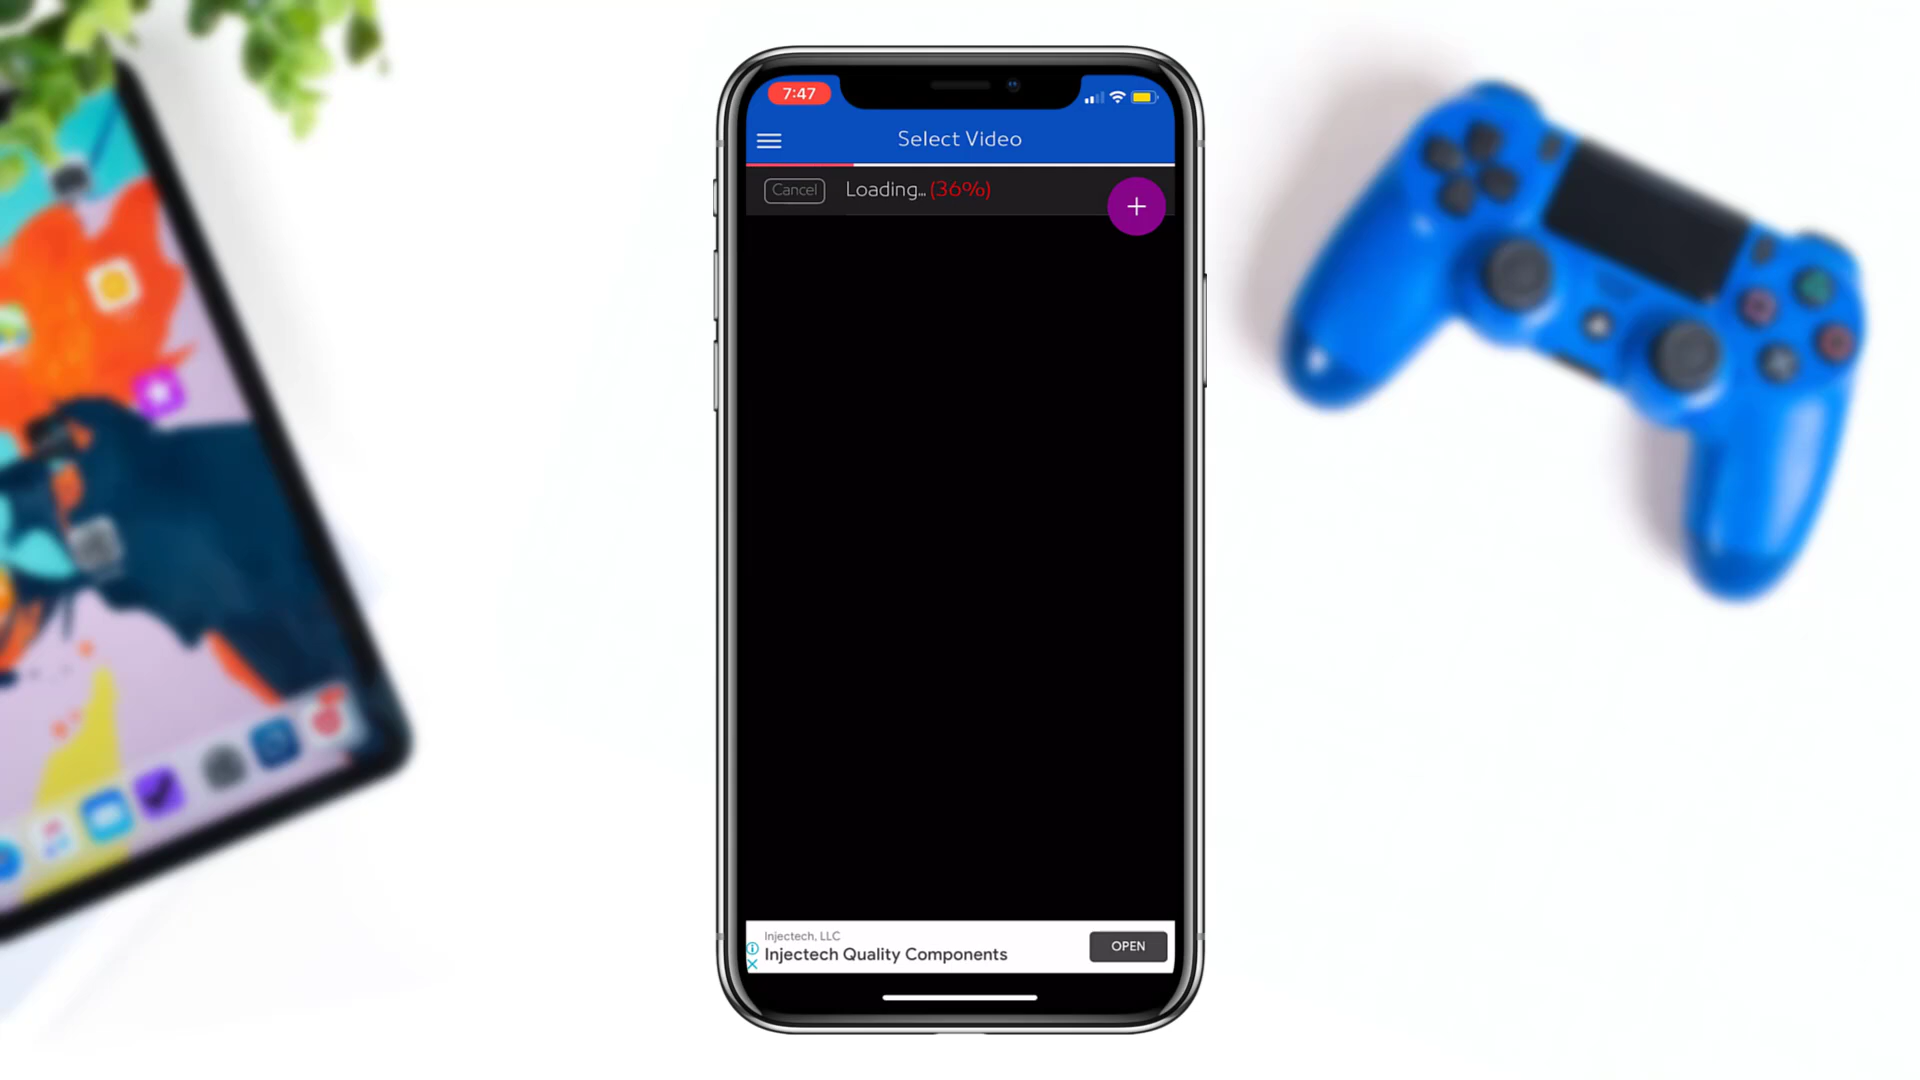 7:47
Select Video
Cancel
Loading... (36%)
+
Injectech, LLC
Injectech Quality Components
OPEN